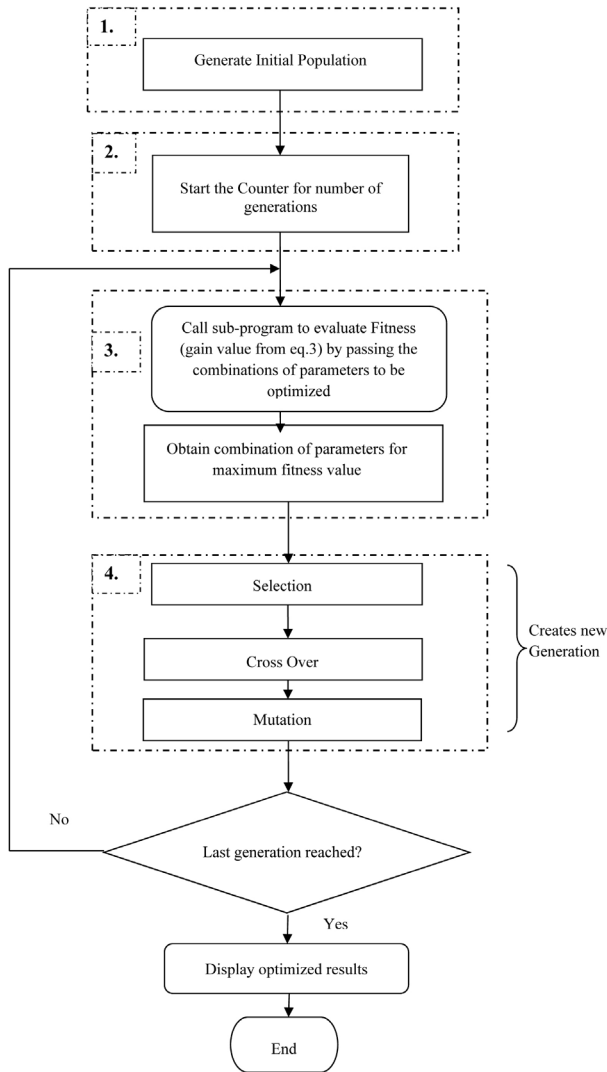 1.
Generate Initial Population
2.
Start the Counter for number of
generations
3.
Call sub-program to evaluate Fitness
(gain value from eq.3) by passing the
combinations of parameters to be
optimized
Obtain combination of parameters for
maximum fitness value
4.
Selection
Creates new
Generation
Cross Over
Mutation
No
Last generation reached?
Yes
Display optimized results
End